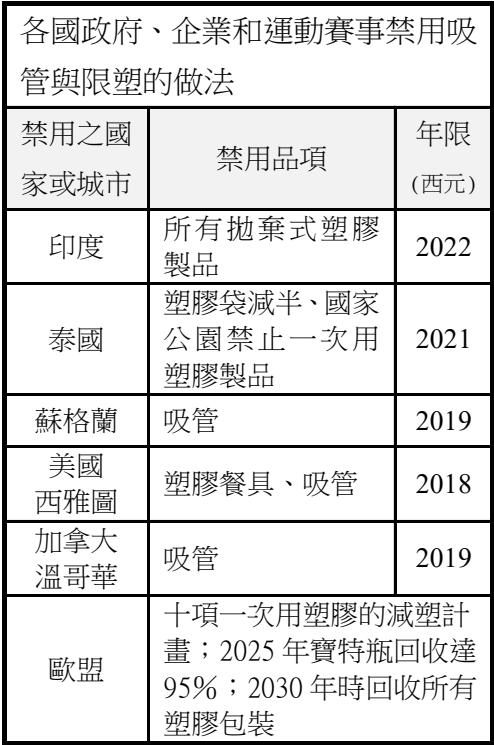 各國政府、企業和運動賽事禁用吸
管與限塑的做法
禁用之國
家或城市
禁用品項
年限
(西元)
印度
所有拋棄式塑膠
製品
2022
泰國
塑膠袋減半、國家
公園禁止一次用
塑膠製品
2021
蘇格蘭
吸管
2019
美國
西雅圖
塑膠餐具、吸管
2018
加拿大
溫哥華
吸管
2019
歐盟
十項一次用塑膠的減塑計
畫；2025 年寶特瓶回收達
95%；2030 年時回收所有
塑膠包裝